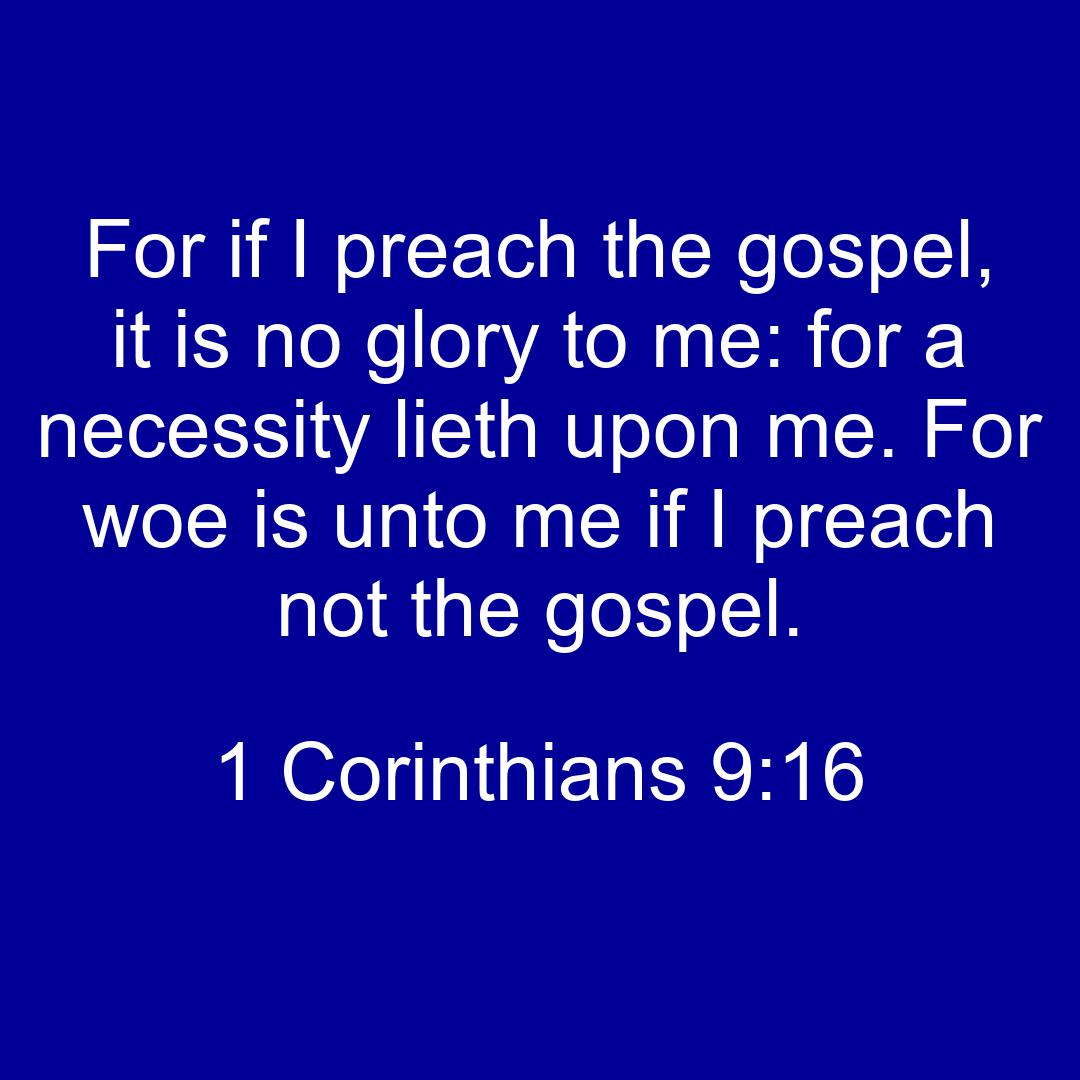 For if I preach the gospel,
it is no glory to me: for a
necessity lieth upon me. For
woe is unto me if I preach
not the gospel.
1 Corinthians 9:16